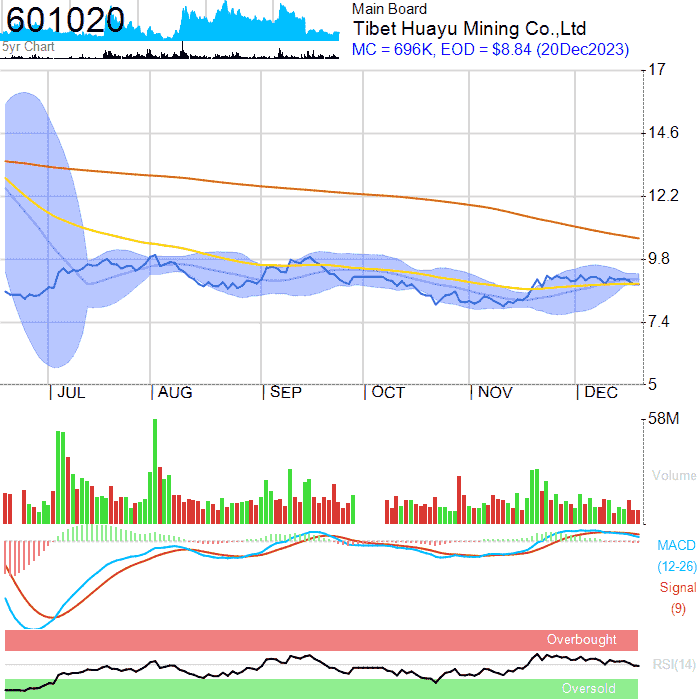 601020
5yr Chart
Main Board
Tibet Huayu Mining Co.,Ltd
MC = 696K, EOD = $8.84 (20Dec2023)
17
14.6
12.2
9.8
7.4
5
JUL AUG SEP OCT NOV DEC
58M
Volume
MACD
(12-26)
Signal
(9)
Overbought
RSI(14)
Oversold